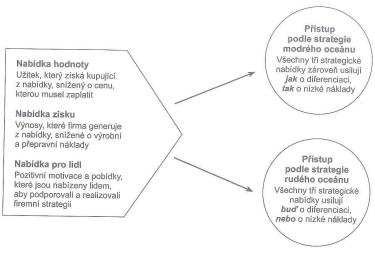 Nabídka hodnoty
Užitek, který získá kupující
z nabídky, snížený o cenu,
kterou musel zaplatit
Nabídka zisku
Výnosy, které firma generuje
z nabídky, snížené o výrobní
a přepravní náklady
Nabídka pro lidi
Pozitivní motivace a pobídky,
které jsou nabízeny lidem,
aby podporovali a realizovali
firemní strategii
Přístup
podle strategie
modrého oceánu
Všechny tři strategické
nabídky zároveň usilují
jak o diferenciaci,
tak o nízké náklady
Přístup
podle strategie
rudého oceánu
Všechny tři strategické
nabídky usilují
buď o diferenciaci,
nebo o nízké náklady